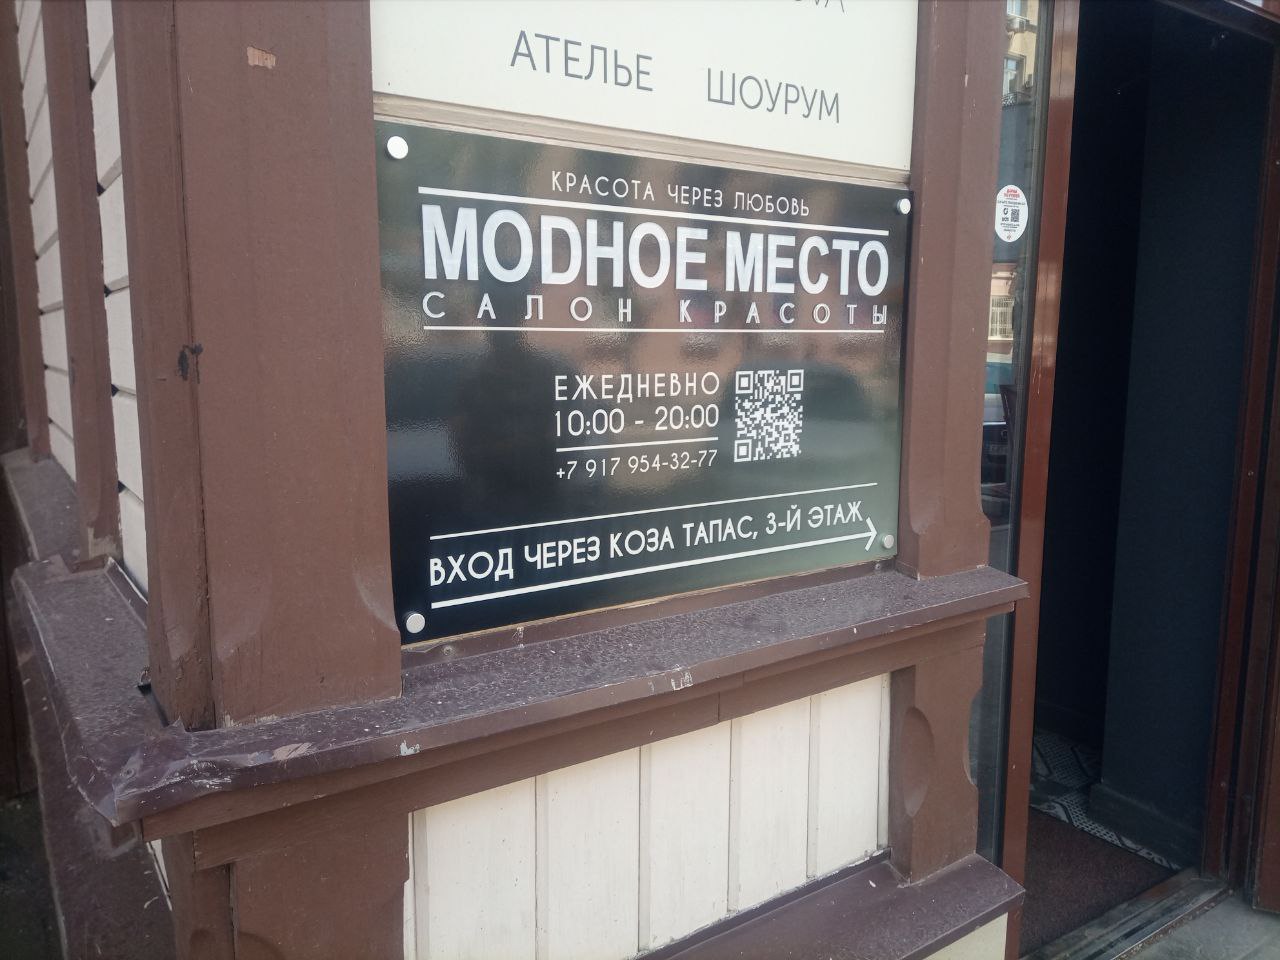 АТЕЛЬЕ ШОУРУМ
КРАСОТА ЧЕРЕЗ ЛЮБОВЬ
МОДНОЕ МЕСТО
САЛОН КРАСОТЫ
ЕЖЕДНЕВНО
10:00 - 20:00
+7 917 954-32-77
ВХОД ЧЕРЕЗ КОЗА ТАПАС, 3-Й ЭТАЖ